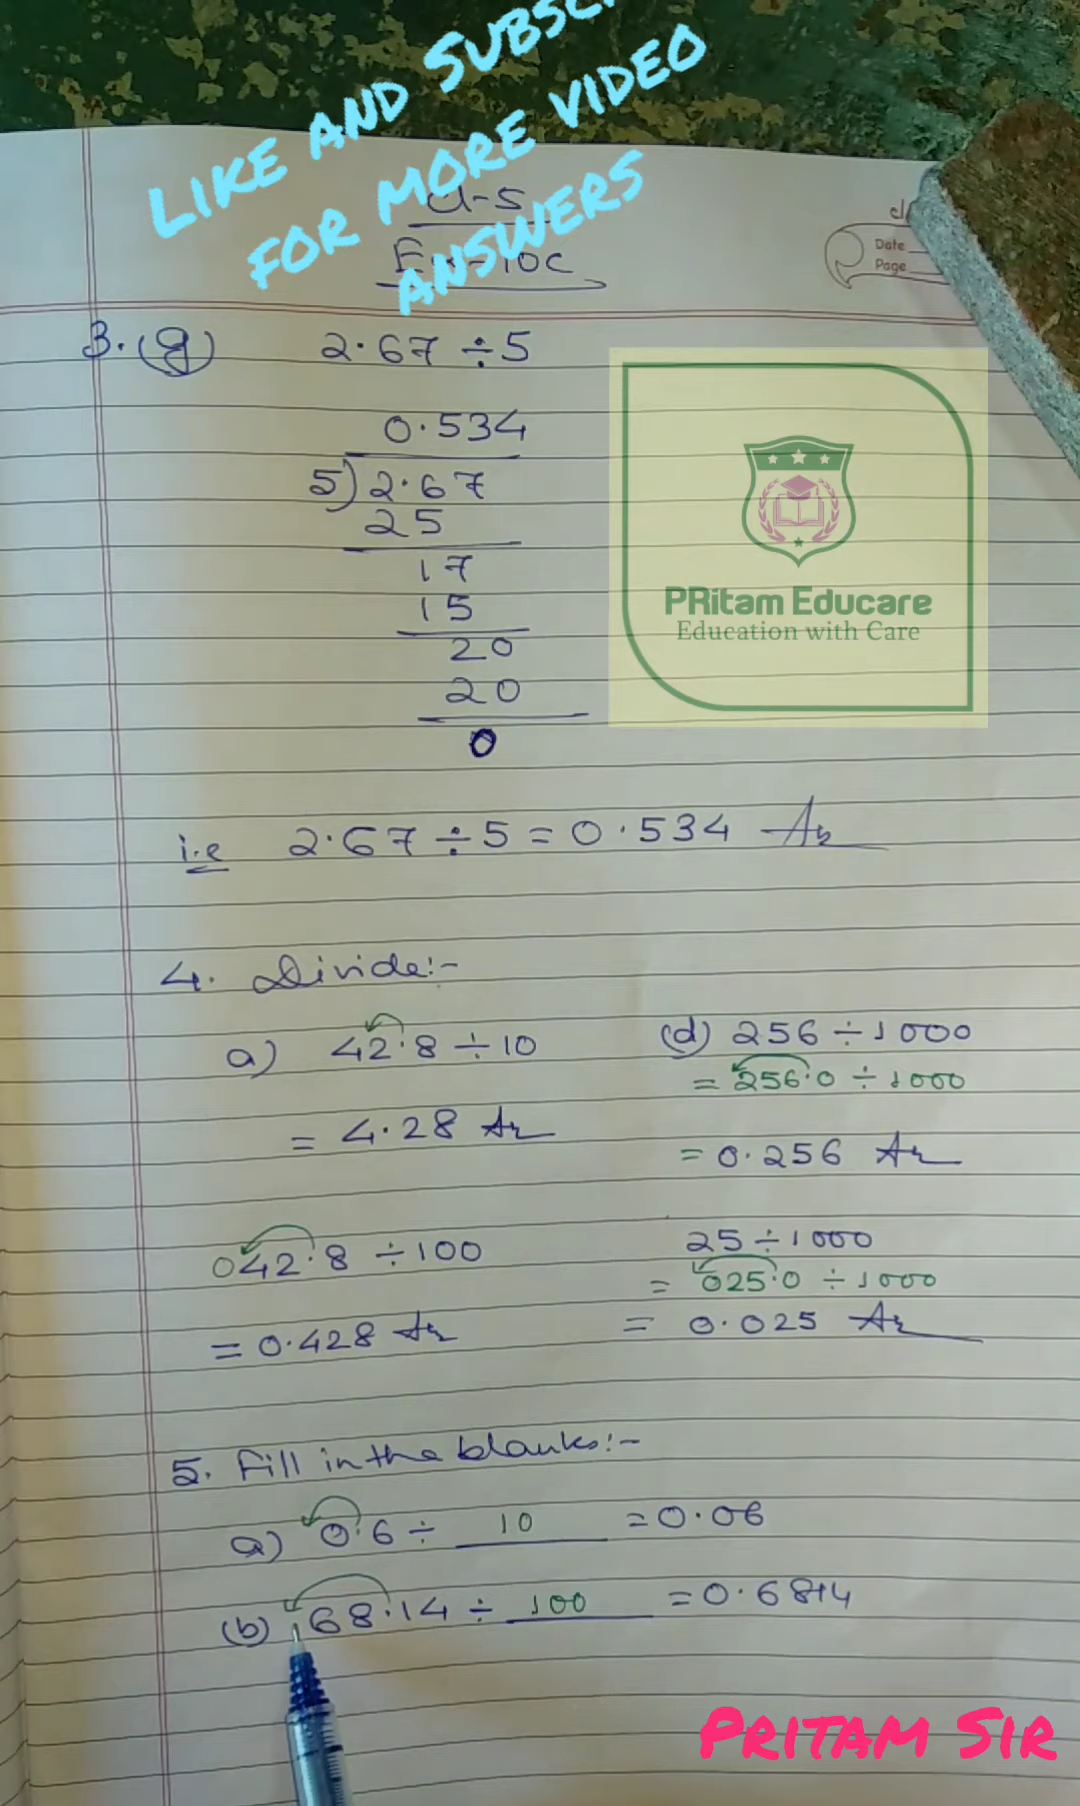 LIKE AND SUBSC
FOR MORE VIDEO
ANSWERS
Cl-5
Ex-10C
Date
Page
3. (g) 2.67 ÷ 5
0.534
5) 2.67
25
17
15
20
20
0
i.e 2.67 ÷ 5 = 0.534 Ans
PRitam Educare
Education with Care
4. Divide:-
a) 42.8 ÷ 10
= 4.28 Ans
(d) 256 ÷ 1000
= 256.0 ÷ 1000
= 0.256 Ans
042.8 ÷ 100
= 0.428 Ans
25 ÷ 1000
= 025.0 ÷ 1000
= 0.025 Ans
5. Fill in the blanks:-
a) 0.6 ÷ 10 = 0.06
(b) 68.14 ÷ 100 = 0.6814
PRITAM SIR